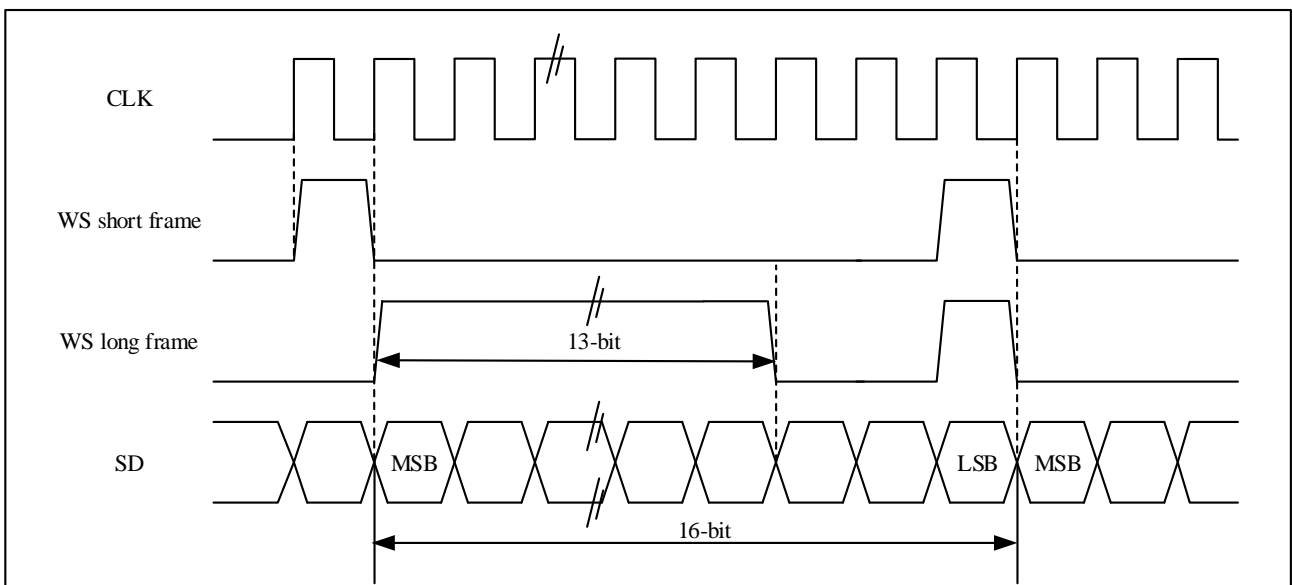 CLK
WS short frame
WS long frame
13-bit
SD
MSB
LSB
MSB
16-bit